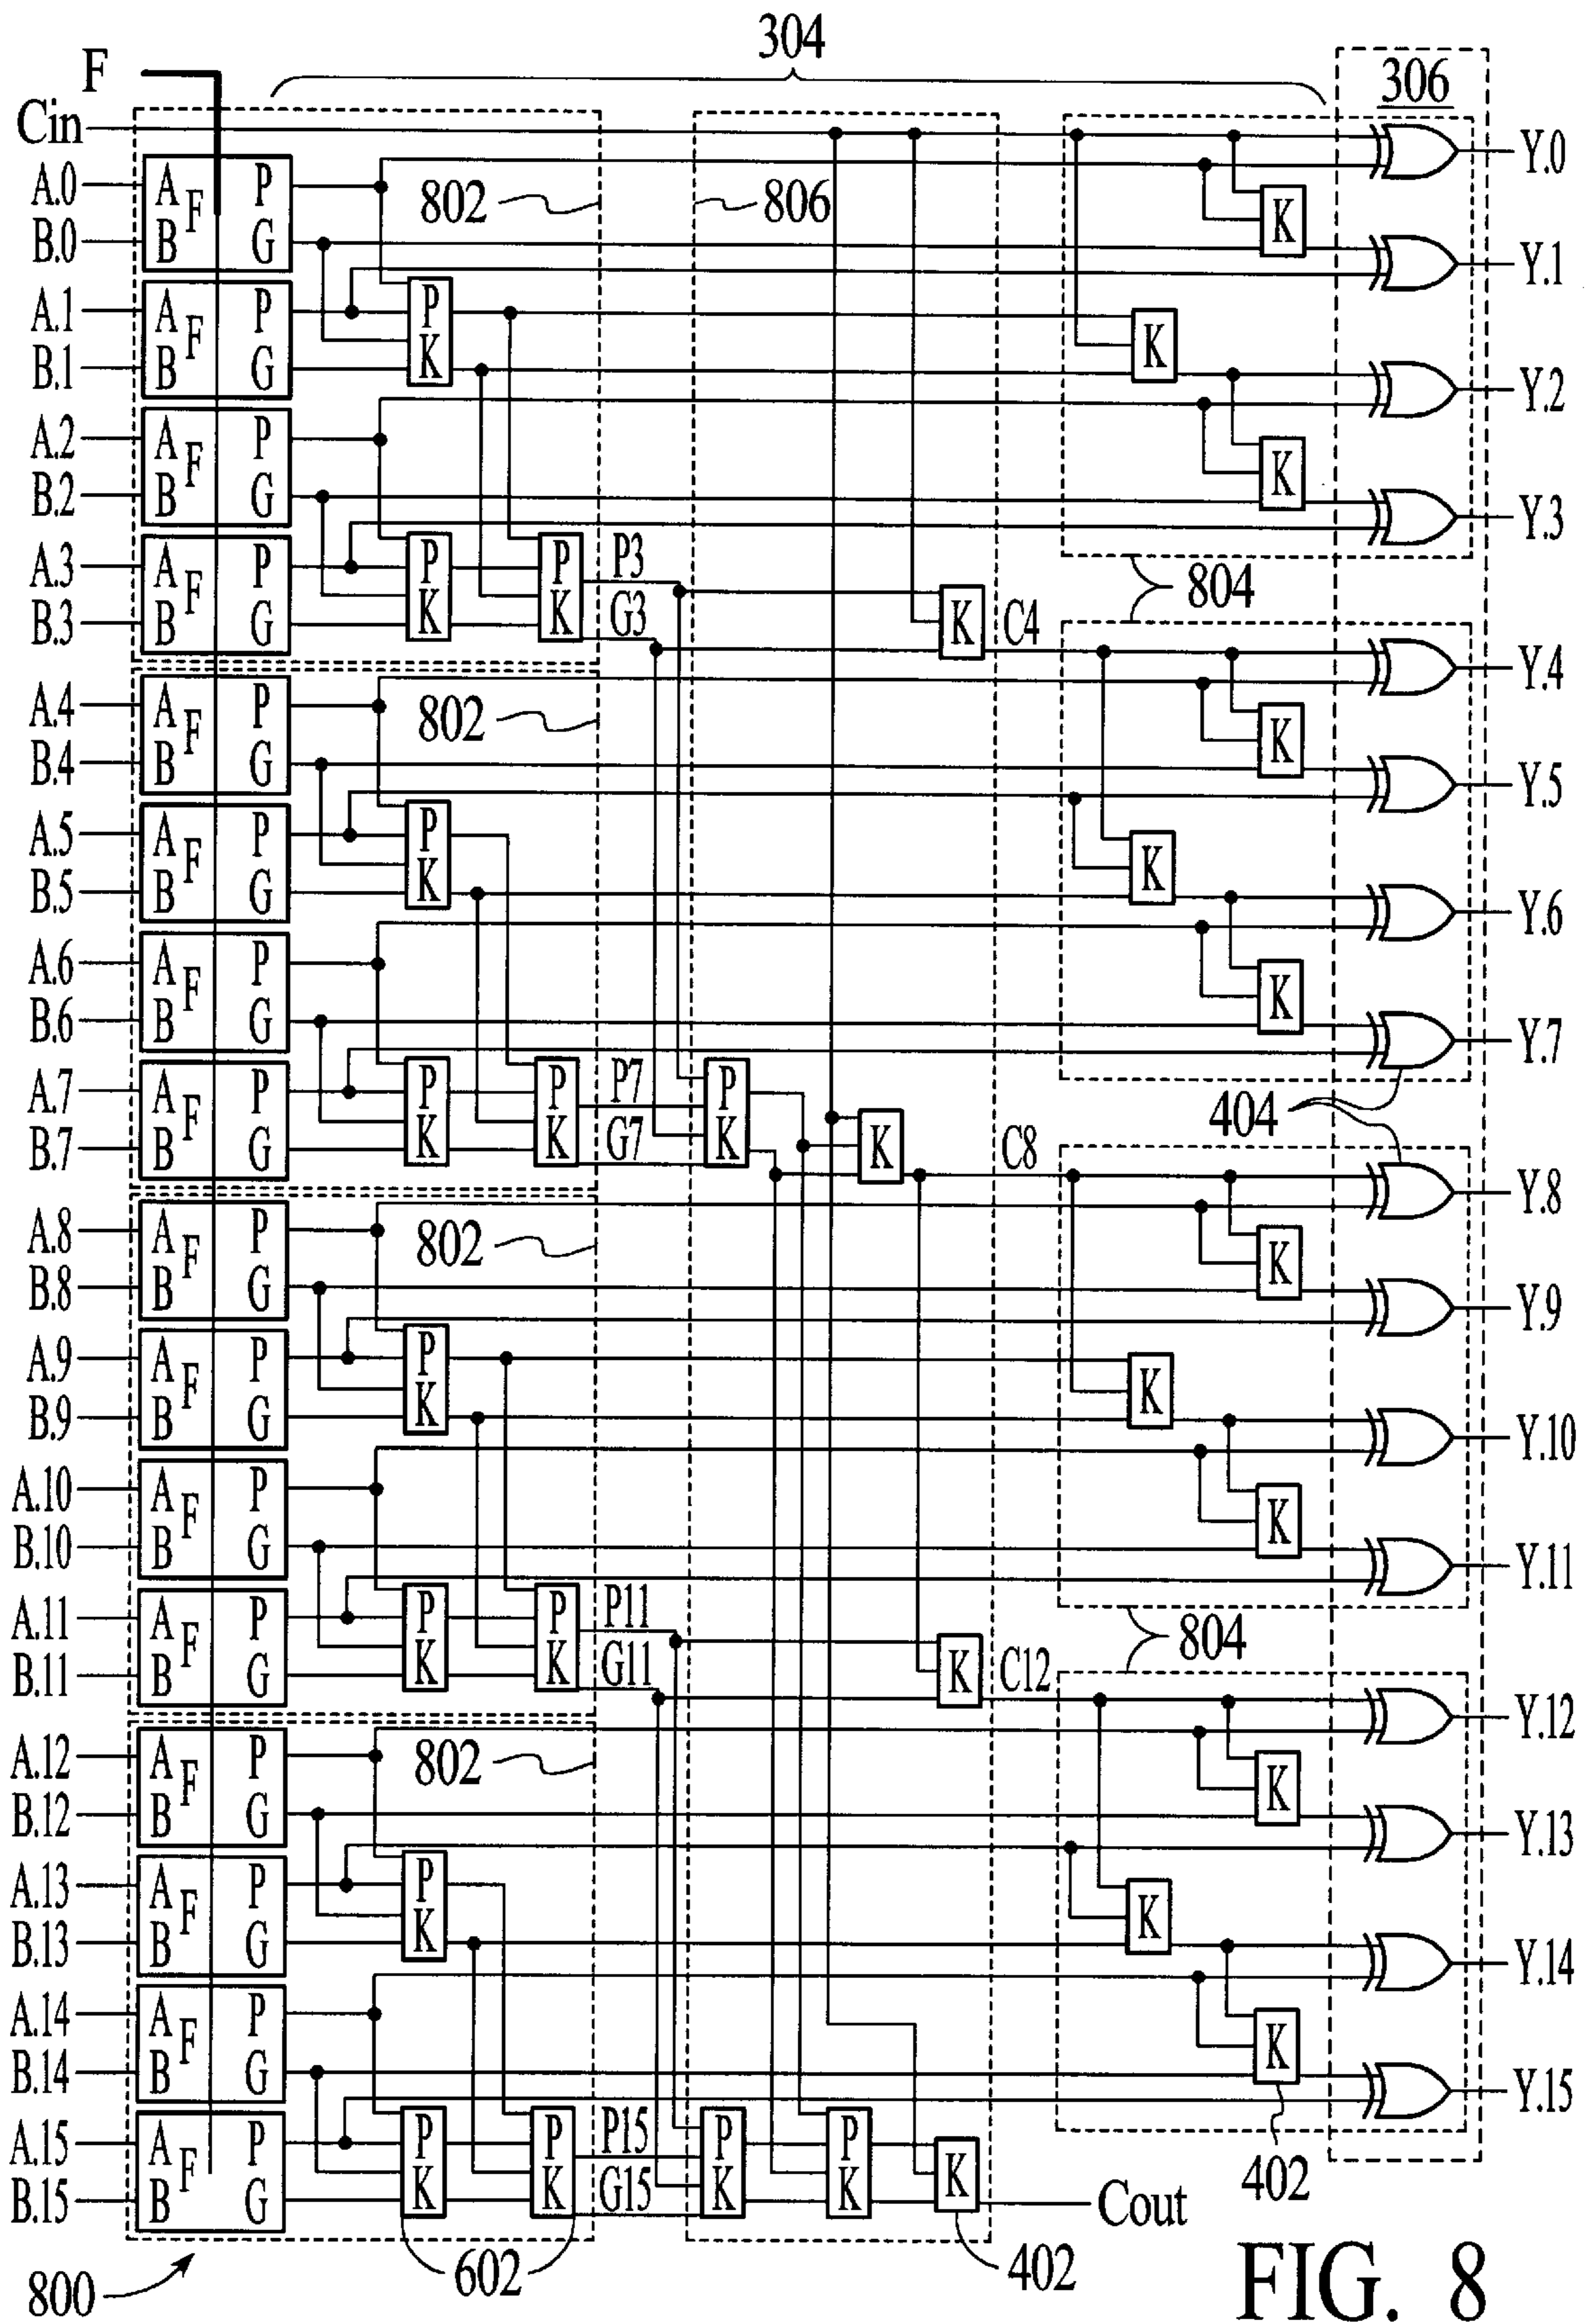 304
F
306
Cin
A.0 A F P 802 806 Y.0
B.0 B G K
Y.1
A.1 A F P P
B.1 B G K K
Y.2
A.2 A F P
B.2 B G K
Y.3
A.3 A F P P P P3
B.3 B G K K G3 K C4 804
Y.4
A.4 A F P 802
B.4 B G K
Y.5
A.5 A F P P
B.5 B G K K
Y.6
A.6 A F P
B.6 B G K
Y.7
A.7 A F P P P P7 P 404
B.7 B G K K G7 K K C8
Y.8
A.8 A F P 802
B.8 B G K
Y.9
A.9 A F P P
B.9 B G K K
Y.10
A.10 A F P
B.10 B G K
Y.11
A.11 A F P P P P11 804
B.11 B G K K G11 K C12
Y.12
A.12 A F P 802
B.12 B G K
Y.13
A.13 A F P P
B.13 B G K K
Y.14
A.14 A F P
B.14 B G K
Y.15
A.15 A F P P P P15 P P
B.15 B G K K G15 K K K 402
Cout
800 602 402
FIG. 8